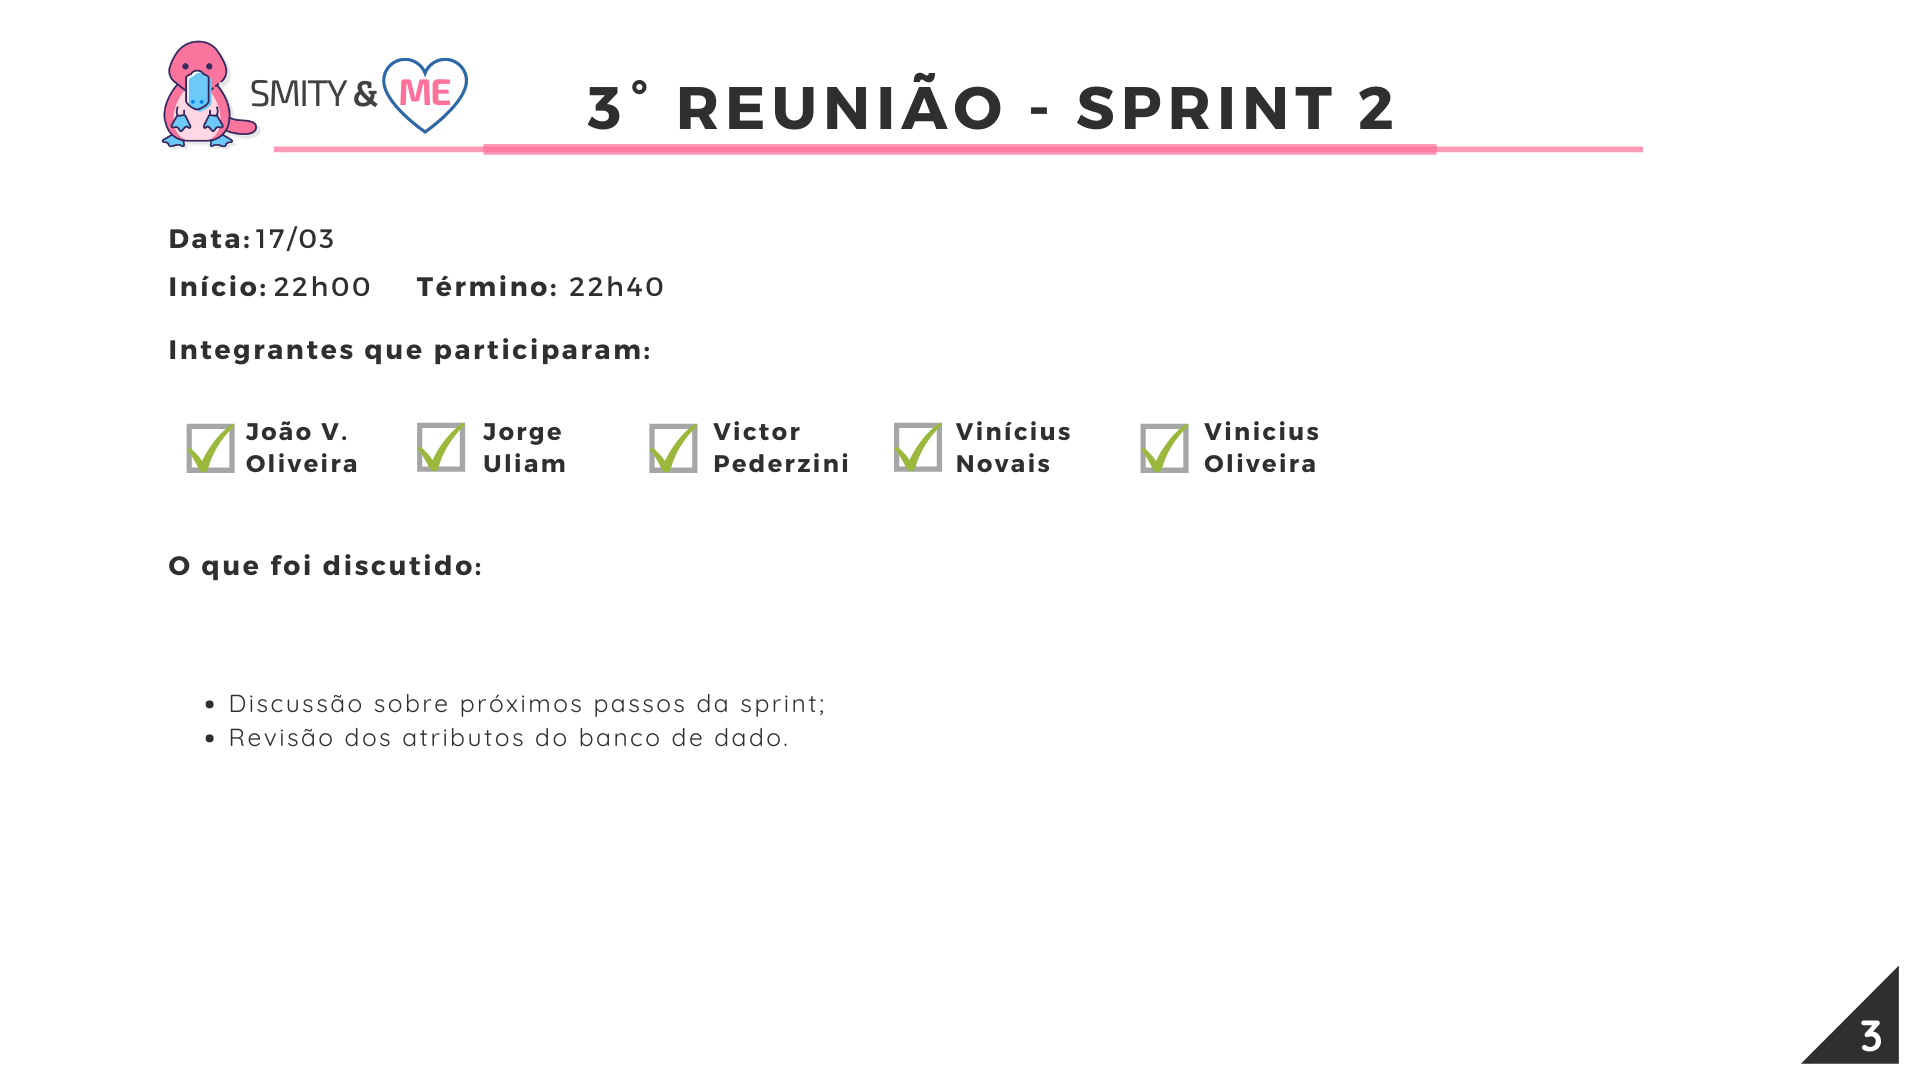 SMITY & ME
3° REUNIÃO - SPRINT 2
Data: 17/03
Início: 22h00 Término: 22h40
Integrantes que participaram:
João V.
Oliveira
Jorge
Uliam
Victor
Pederzini
Vinícius
Novais
Vinicius
Oliveira
O que foi discutido:
• Discussão sobre próximos passos da sprint;
• Revisão dos atributos do banco de dado.
3